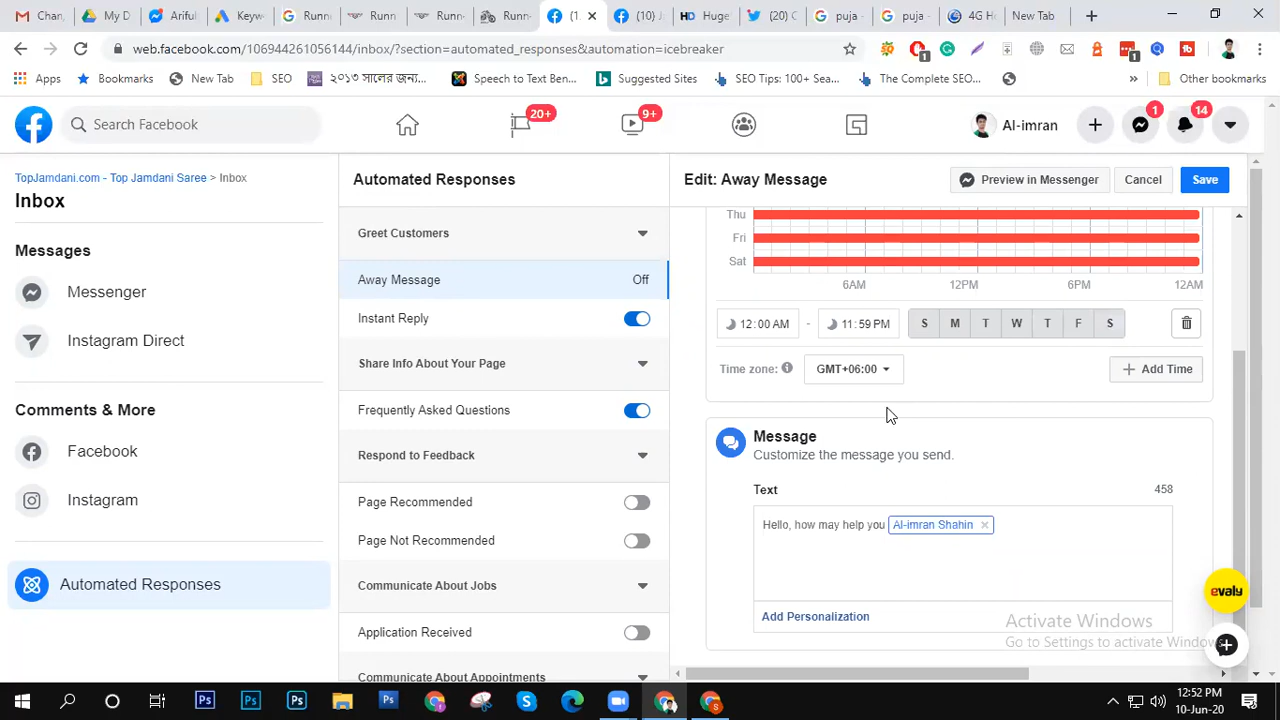 Inbox
M Ariful
Keyw
Runni
Runn
Runn
Runn
(1
(10) Jo
HD Huge
(20) C
puja -
puja -
4G Ho
New Tab
web.facebook.com/106944261056144/inbox/?section=automated_responses&automation=icebreaker
Apps
Bookmarks
New Tab
SEO
২০১৩ সালের জন্য...
Speech to Text Ben...
Suggested Sites
SEO Tips: 100+ Sea...
The Complete SEO...
Other bookmarks
Search Facebook
20+
9+
Al-imran
1
14
TopJamdani.com - Top Jamdani Saree > Inbox
Inbox
Messages
Messenger
Instagram Direct
Comments & More
Facebook
Instagram
Automated Responses
Automated Responses
Greet Customers
Away Message Off
Instant Reply
Share Info About Your Page
Frequently Asked Questions
Respond to Feedback
Page Recommended
Page Not Recommended
Communicate About Jobs
Application Received
Communicate About Appointments
Edit: Away Message
Preview in Messenger
Cancel
Save
Thu
Fri
Sat
6AM 12PM 6PM 12AM
12:00 AM - 11:59 PM S M T W T F S
Time zone: GMT+06:00
+ Add Time
Message
Customize the message you send.
Text 458
Hello, how may help you Al-imran Shahin ×
Add Personalization
evaly
Activate Windows
Go to Settings to activate Windows.
12:52 PM
10-Jun-20